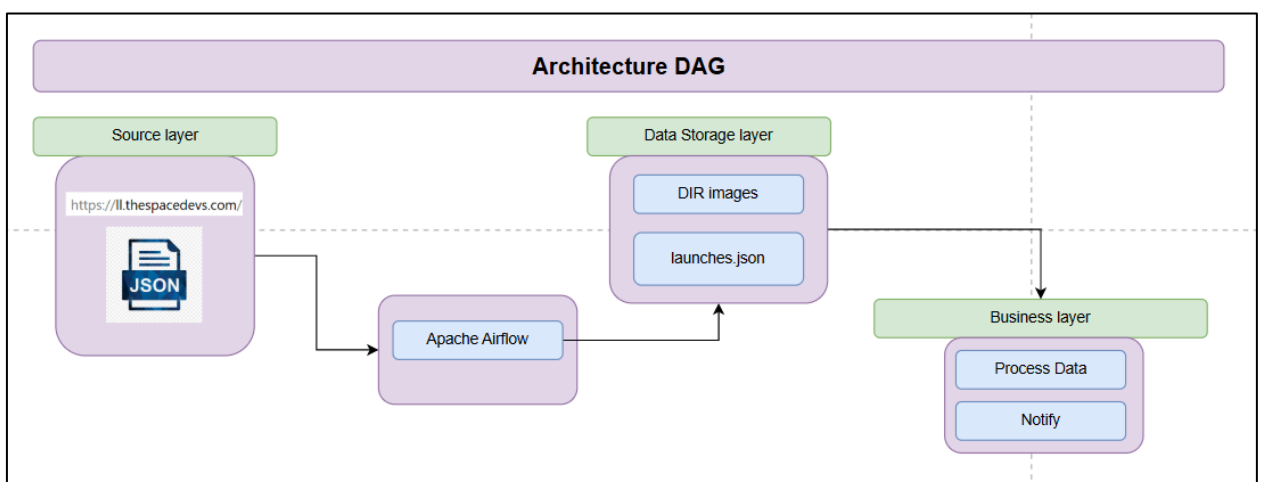 Architecture DAG
Source layer
https://ll.thespacedevs.com/
JSON
Apache Airflow
Data Storage layer
DIR images
launches.json
Business layer
Process Data
Notify